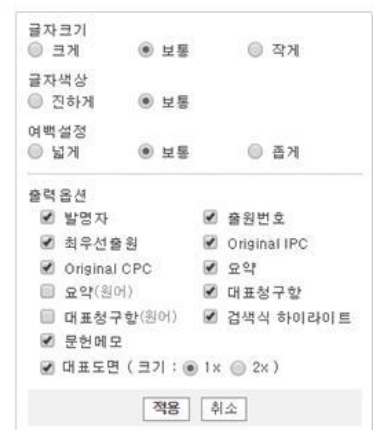 글자크기
크게 보통 작게
글자색상
진하게 보통
여백설정
넓게 보통 좁게
출력옵션
발명자 출원번호
최우선출원 Original IPC
Original CPC 요약
요약(원어) 대표청구항
대표청구항(원어) 검색식 하이라이트
문헌메모
대표도면 ( 크기 : 1x 2x )
적용 취소